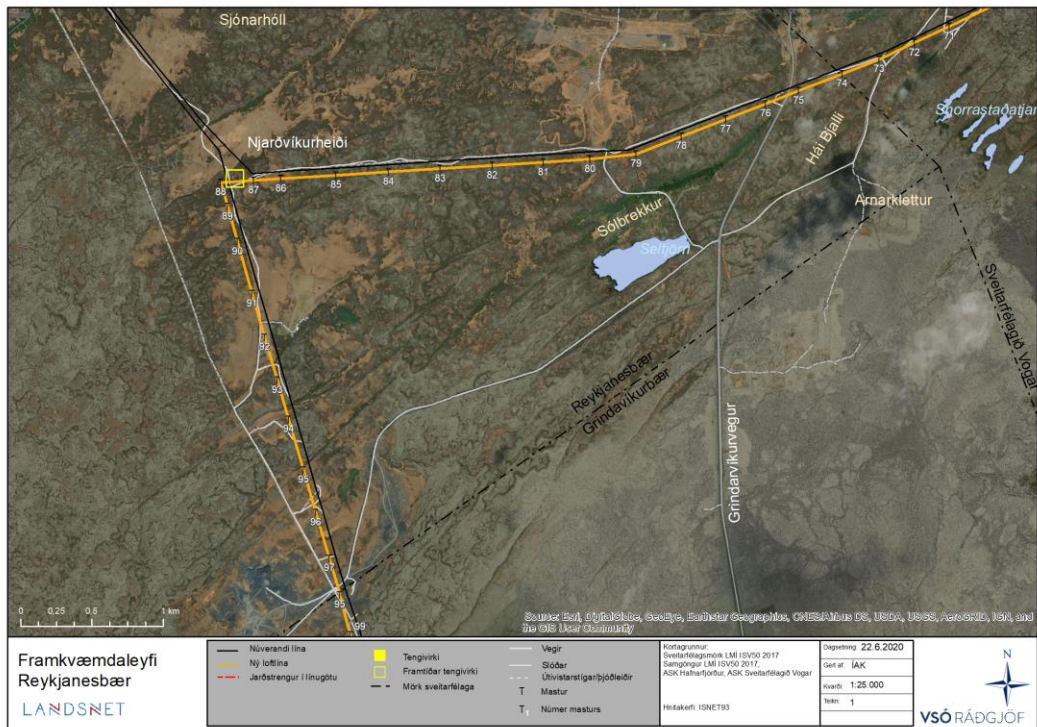 Sjónarhóll
Njarðvíkurheiði
71
72
73
74
75
76
77
78
79
80
81
82
83
84
85
86
87
88
89
90
91
92
93
94
95
96
97
99
Hái Bjalli
Sólbrekkur
Seltjörn
Arnarklettur
Reykjanesbær
Grindavíkurbær
Grindarvíkurvegur
Sveitarfélagið Vogar
0 0,25 0,5 1 km
Source: Esri, DigitalGlobe, GeoEye, Earthstar Geographics, CNES/Airbus DS, USDA, USGS, AeroGRID, IGN, and
the GIS User Community
Framkvæmdaleyfi
Reykjanesbær
LANDSNET
Núverandi lína
Ný loftlína
Jarðstrengur í línugötu
Tengivirki
Framtíðar tengivirki
Mörk sveitarfélaga
Vegir
Slóðar
Útivistarstígar/þjóðleiðir
T Mastur
T1 Númer masturs
Kortagrunnur:
Sveitarfélagsmörk LMÍ ISV50 2017
Samgöngur LMÍ ISV50 2017,
ASK Hafnarfjörður, ASK Sveitarfélagið Vogar
Hnitakerfi: ISNET93
Dagsetning: 22.6.2020
Gert af: ÍAK
Kvarði: 1:25.000
Teikn: 1
N
VSÓ RÁÐGJÖF